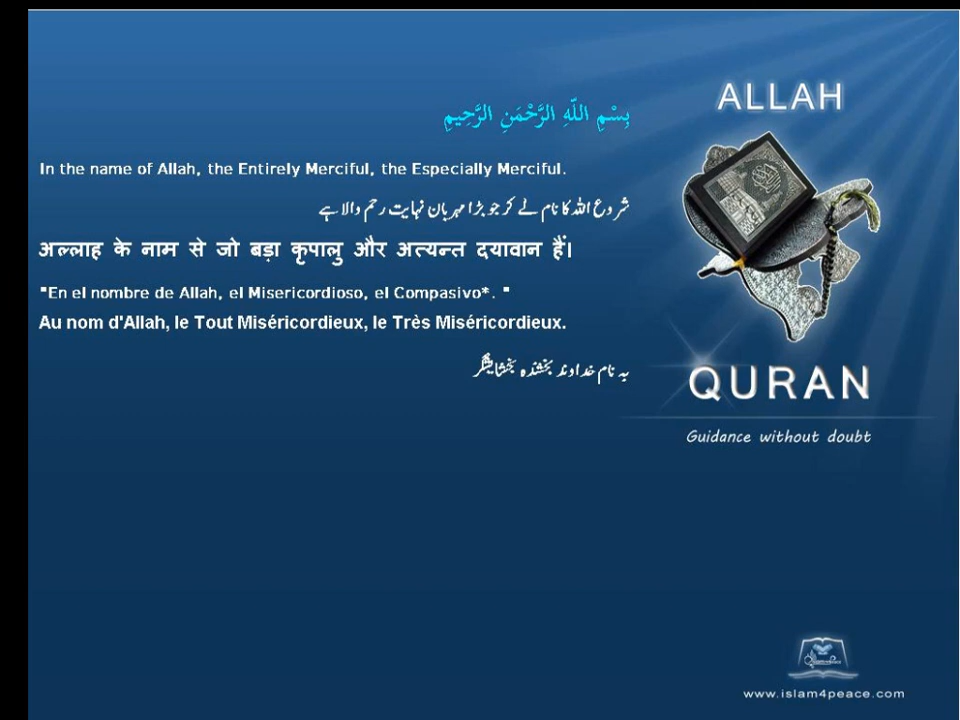 بِسْمِ اللّهِ الرَّحْمَنِ الرَّحِيمِ
In the name of Allah, the Entirely Merciful, the Especially Merciful.
شروع الله کا نام لے کر جو بڑا مہربان نہایت رحم والا ہے
अल्लाह के नाम से जो बड़ा कृपालु और अत्यन्त दयावान हैं।
"En el nombre de Allah, el Misericordioso, el Compasivo*. "
Au nom d'Allah, le Tout Miséricordieux, le Très Miséricordieux.
به نام خداوند بخشنده بخشایشگر
ALLAH
QURAN
Guidance without doubt
www.islam4peace.com